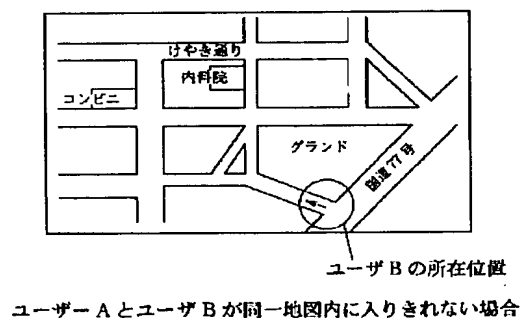 けやき通り
内科院
コンビニ
グランド
国道77号
ユーザBの所在位置
ユーザーAとユーザBが同一地図内に入りきれない場合